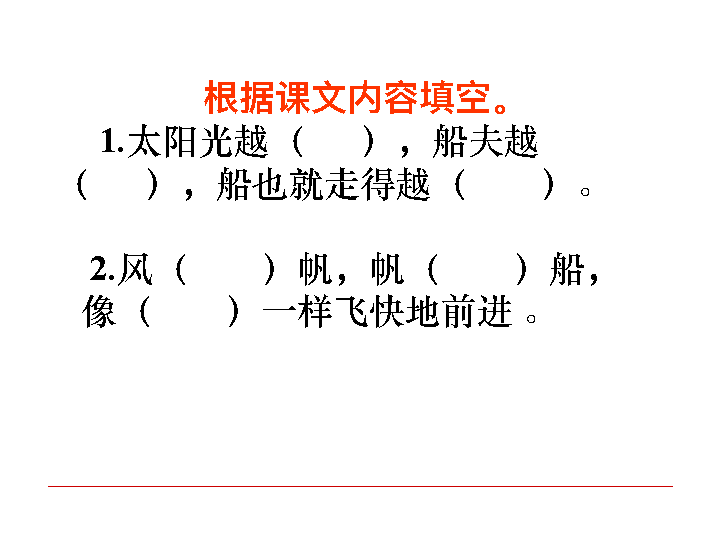 根据课文内容填空。
1.太阳光越（　），船夫越
（　），船也就走得越（　　）。
2.风（　　）帆，帆（　　）船，
像（　　）一样飞快地前进。